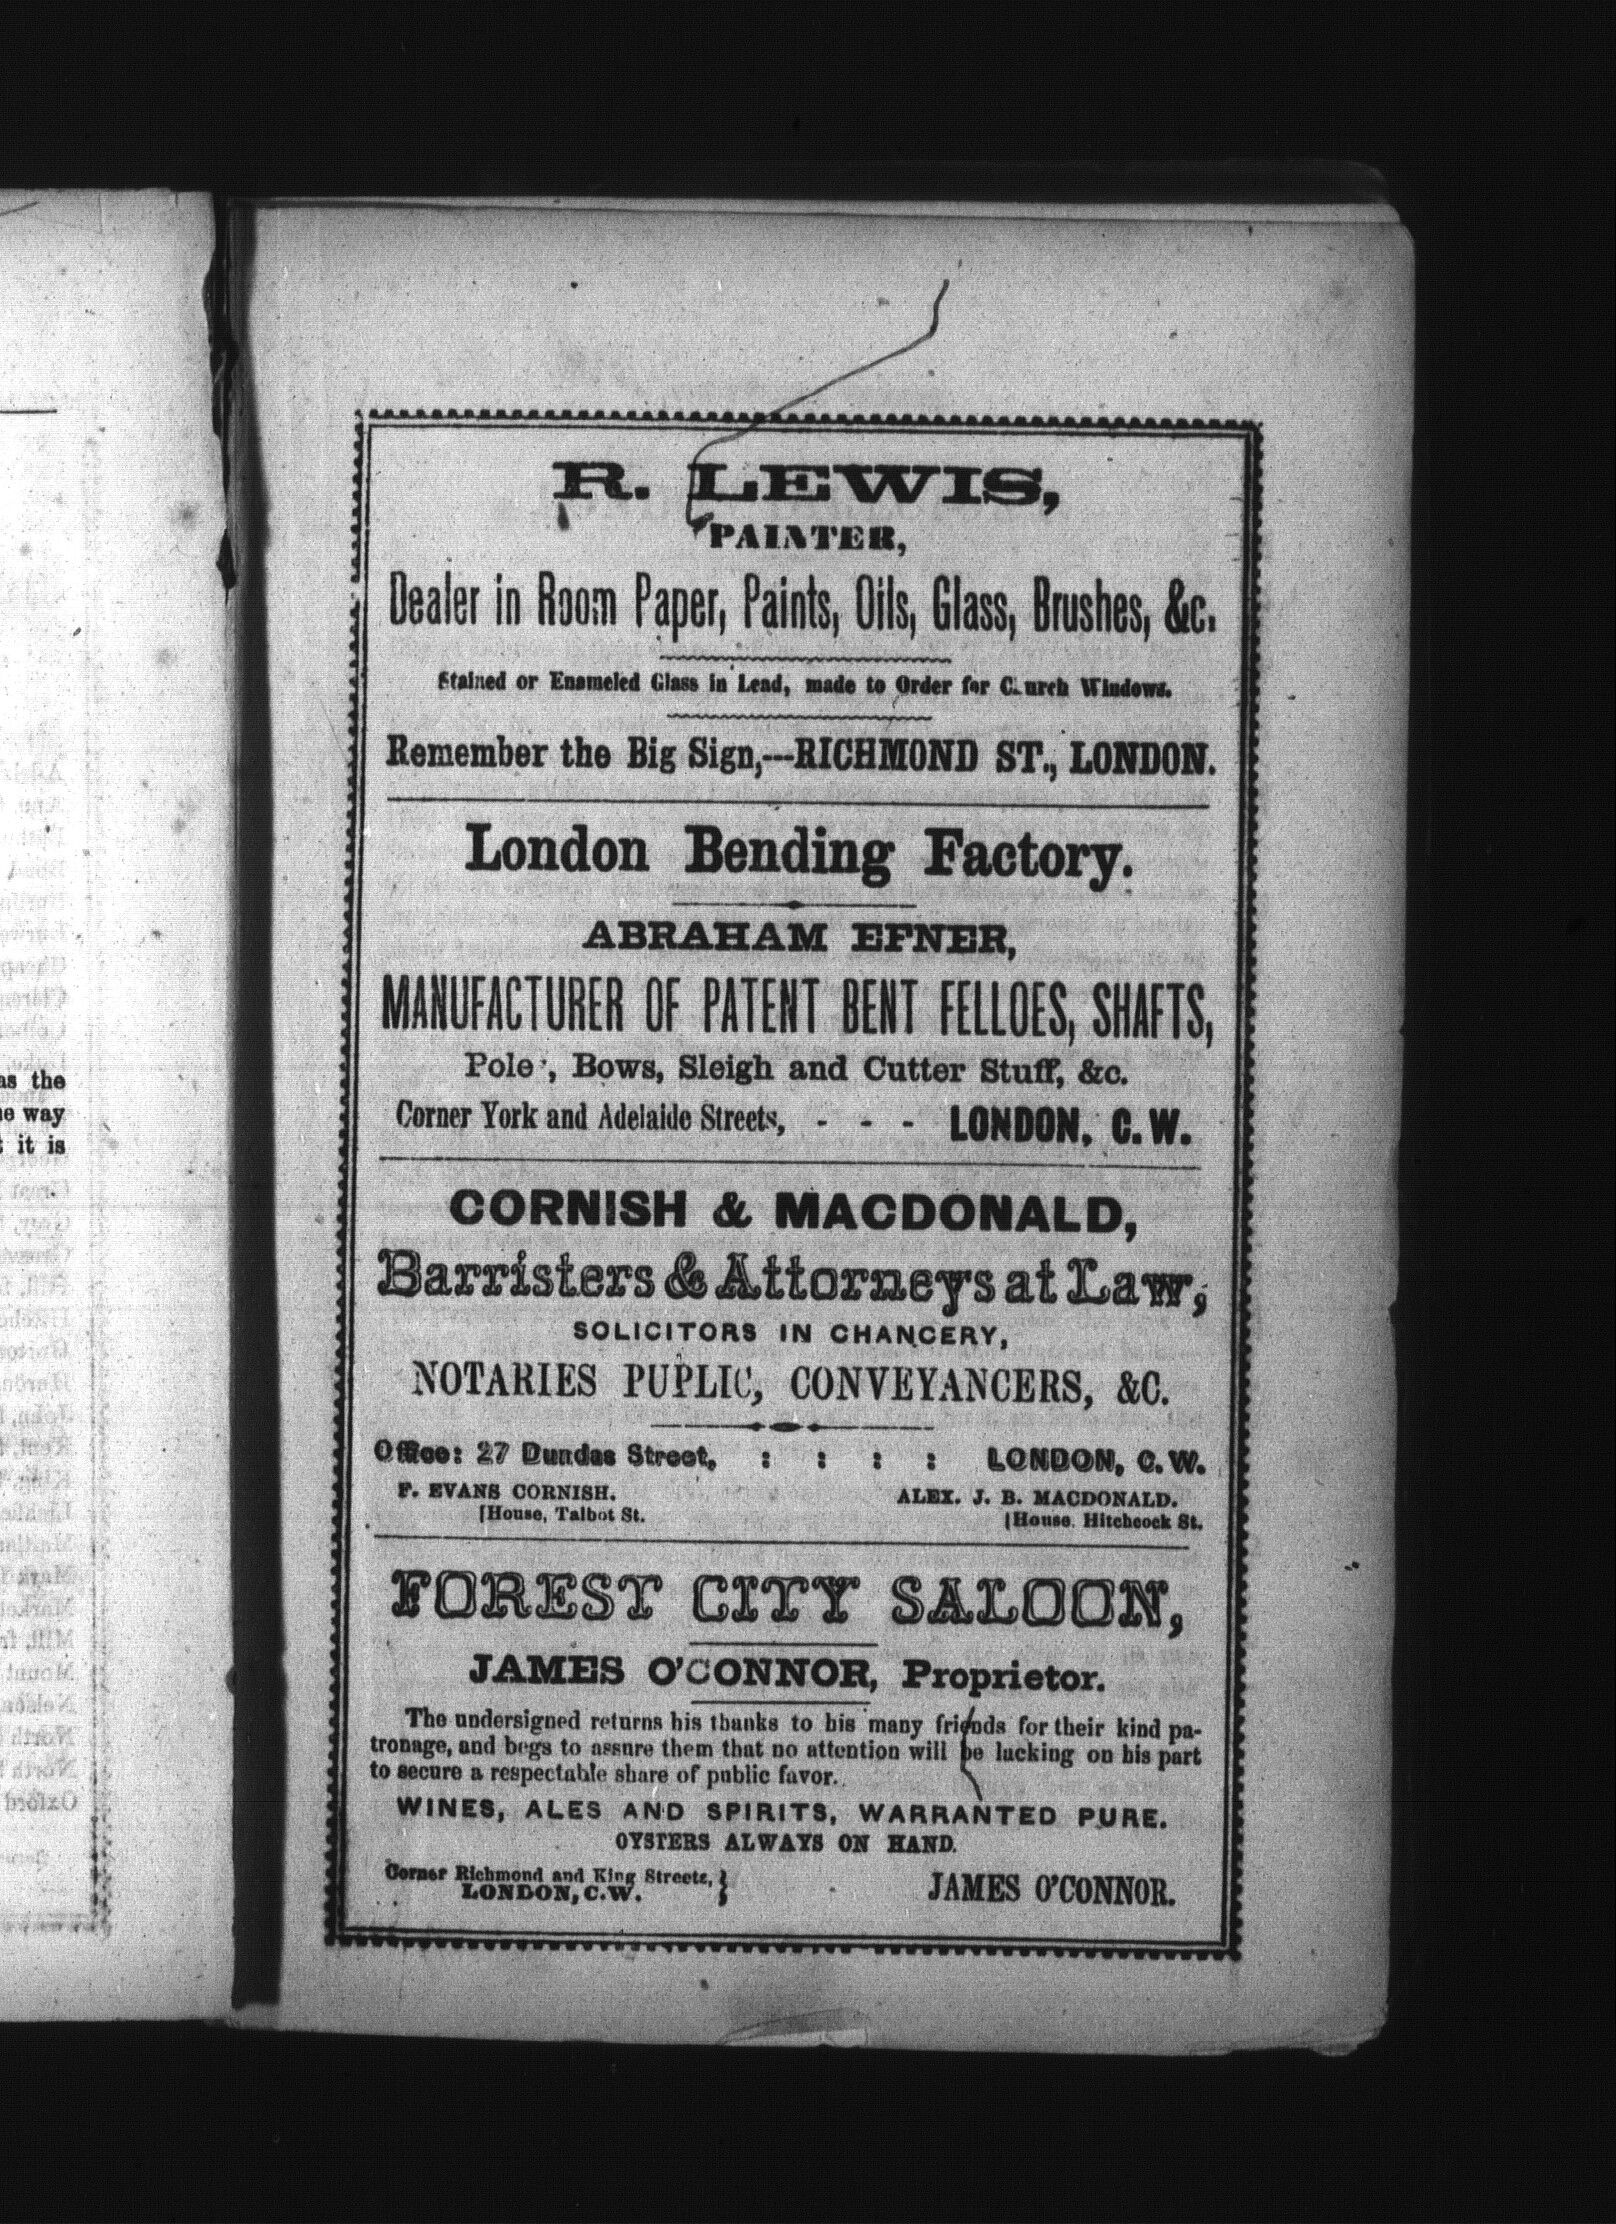 as the
e way
t it is
R. LEWIS,
PAINTER,
Dealer in Room Paper, Paints, Oils, Glass, Brushes, &c.
Stained or Enameled Glass in Lead, made to Order for Church Windows.
Remember the Big Sign,---RICHMOND ST., LONDON.
London Bending Factory.
ABRAHAM EFNER,
MANUFACTURER OF PATENT BENT FELLOES, SHAFTS,
Poles, Bows, Sleigh and Cutter Stuff, &c.
Corner York and Adelaide Streets, - - - LONDON, C. W.
CORNISH & MACDONALD,
Barristers & Attorneys at Law,
SOLICITORS IN CHANCERY,
NOTARIES PUPLIC, CONVEYANCERS, &C.
Office: 27 Dundas Street, : : : : LONDON, C. W.
F. EVANS CORNISH. ALEX. J. B. MACDONALD.
[House, Talbot St. [House. Hitchcock St.
FOREST CITY SALOON,
JAMES O'CONNOR, Proprietor.
The undersigned returns his thanks to his many friends for their kind pa-
tronage, and begs to assure them that no attention will be lacking on his part
to secure a respectable share of public favor.
WINES, ALES AND SPIRITS, WARRANTED PURE.
OYSTERS ALWAYS ON HAND.
Corner Richmond and King Streets, }
LONDON, C.W. JAMES O'CONNOR.